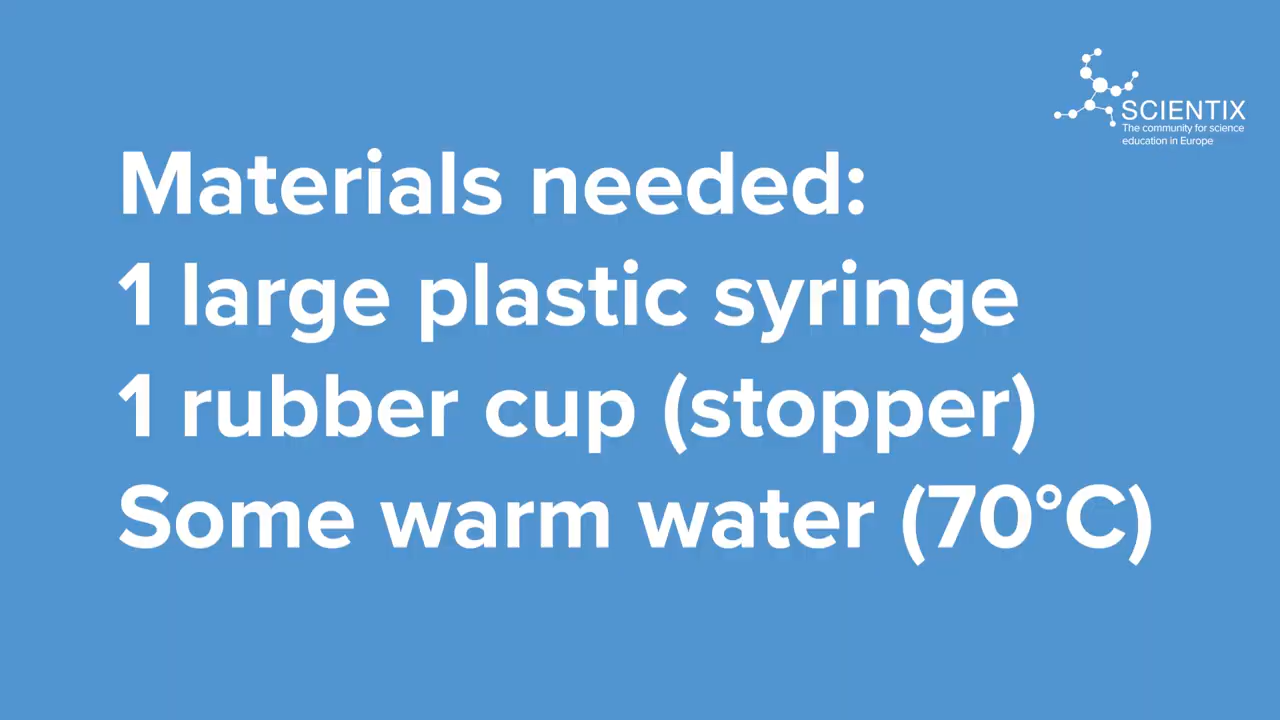 SCIENTIX
The community for science
education in Europe
Materials needed:
1 large plastic syringe
1 rubber cup (stopper)
Some warm water (70°C)